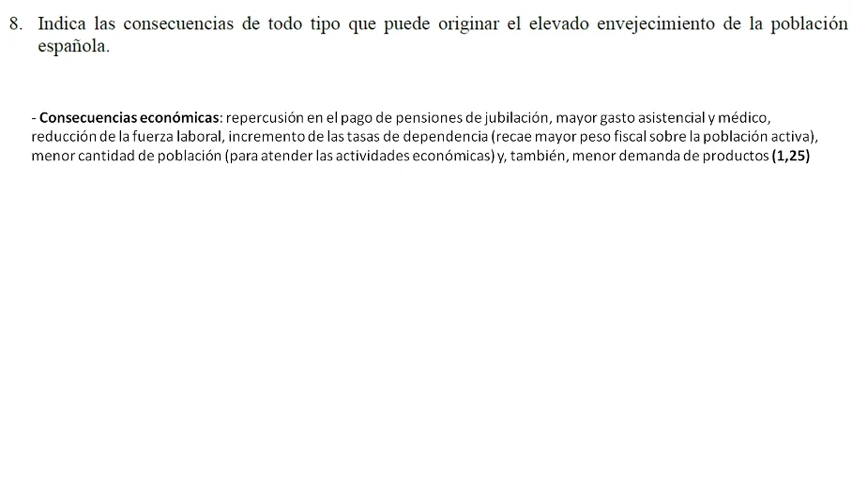 8. Indica las consecuencias de todo tipo que puede originar el elevado envejecimiento de la población
española.
- Consecuencias económicas: repercusión en el pago de pensiones de jubilación, mayor gasto asistencial y médico,
reducción de la fuerza laboral, incremento de las tasas de dependencia (recae mayor peso fiscal sobre la población activa),
menor cantidad de población (para atender las actividades económicas) y, también, menor demanda de productos (1,25)